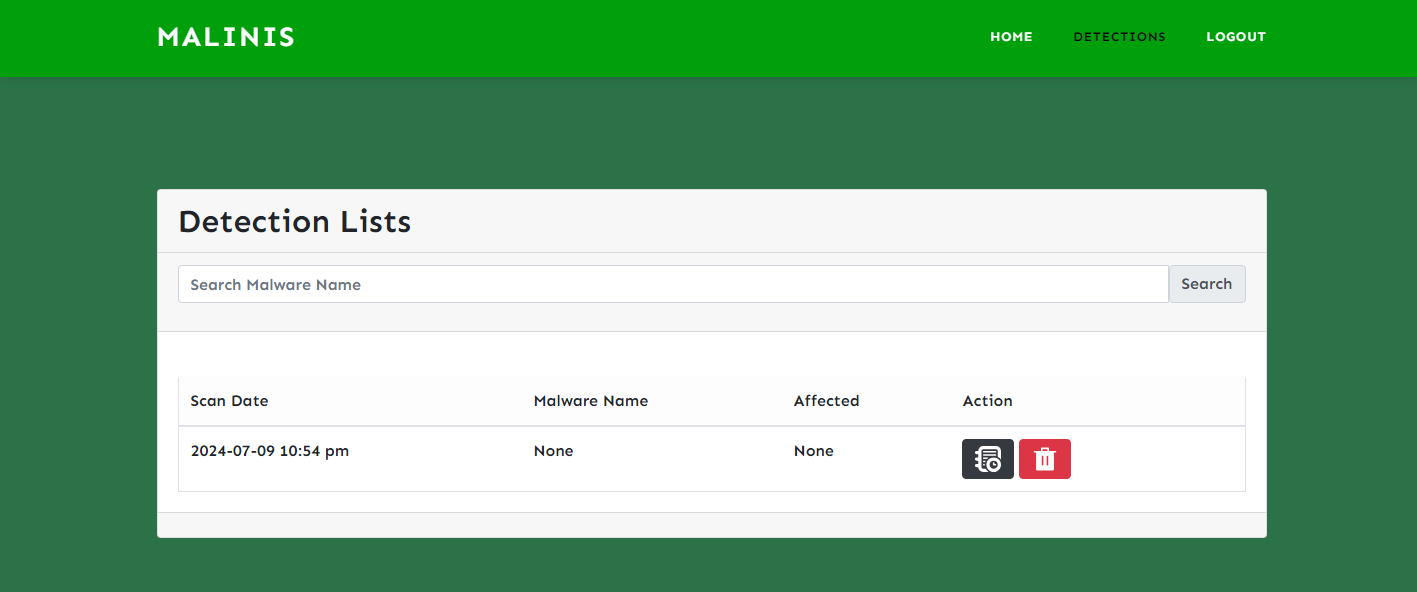 MALINIS HOME DETECTIONS LOGOUT
Detection Lists
Search Malware Name Search
Scan Date Malware Name Affected Action
2024-07-09 10:54 pm None None